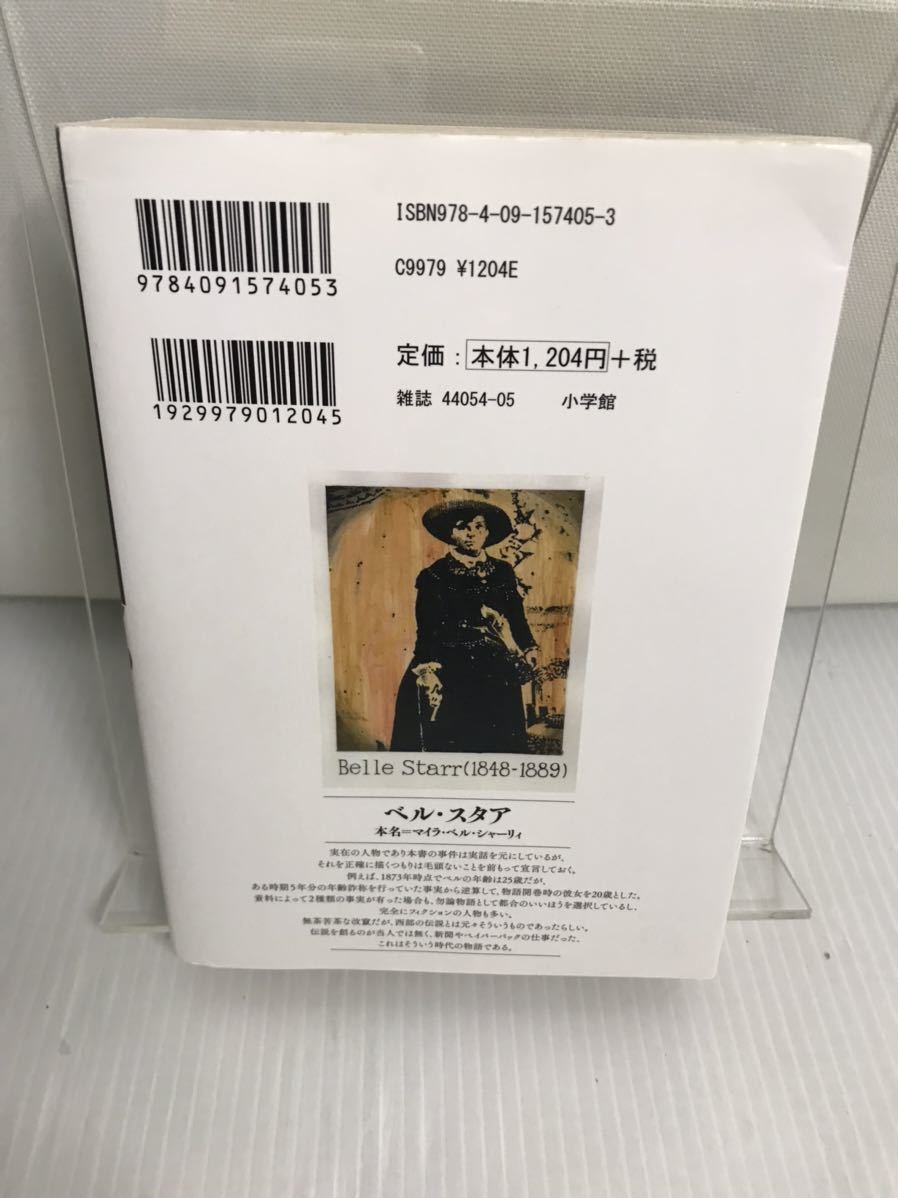 ISBN978-4-09-157405-3
9784091574053
C9979 ¥1204E
1929979012045
定価：本体1,204円＋税
雑誌 44054-05 小学館
Belle Starr(1848-1889)
ベル・スタア
本名＝マイラ・ベル・シャーリィ
実在の人物であり本書の事件は実話を元にしているが、
それを正確に描くつもりは毛頭ないことを前もって宣言しておく。
例えば、1873年時点でベルの年齢は25歳だが、
ある時期5年分の年齢詐称を行っていた事実から逆算して、物語開巻時の彼女を20歳とした。
資料によって2種類の事実が有った場合も、勿論物語として都合のいいほうを選択しているし、
完全にフィクションの人物も多い。
無茶苦茶な改竄だが、西部の伝説とは元々そういうものであったらしい。
伝説を創るのが当人では無く、新聞やペイパーバックの仕事だった、
これはそういう時代の物語である。